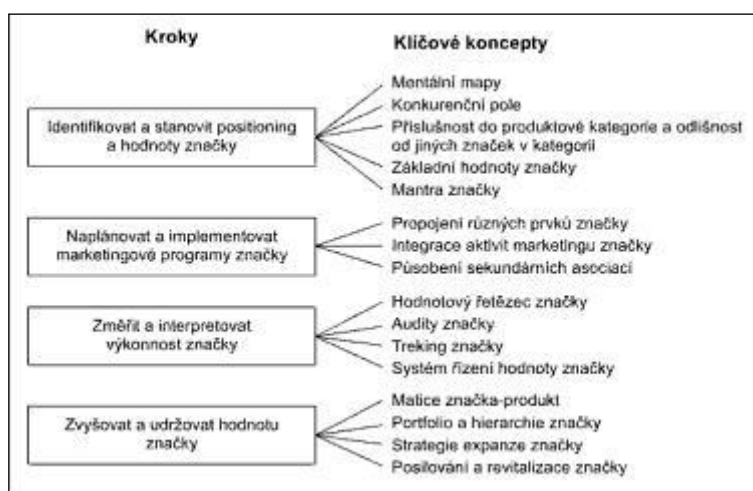 Kroky
Klíčové koncepty
Identifikovat a stanovit positioning
a hodnoty značky
Mentální mapy
Konkurenční pole
Příslušnost do produktové kategorie a odlišnost
od jiných značek v kategorii
Základní hodnoty značky
Mantra značky
Naplánovat a implementovat
marketingové programy značky
Propojení různých prvků značky
Integrace aktivit marketingu značky
Působení sekundárních asociací
Změřit a interpretovat
výkonnost značky
Hodnotový řetězec značky
Audity značky
Treking značky
Systém řízení hodnoty značky
Zvyšovat a udržovat hodnotu
značky
Matice značka-produkt
Portfolio a hierarchie značky
Strategie expanze značky
Posilování a revitalizace značky